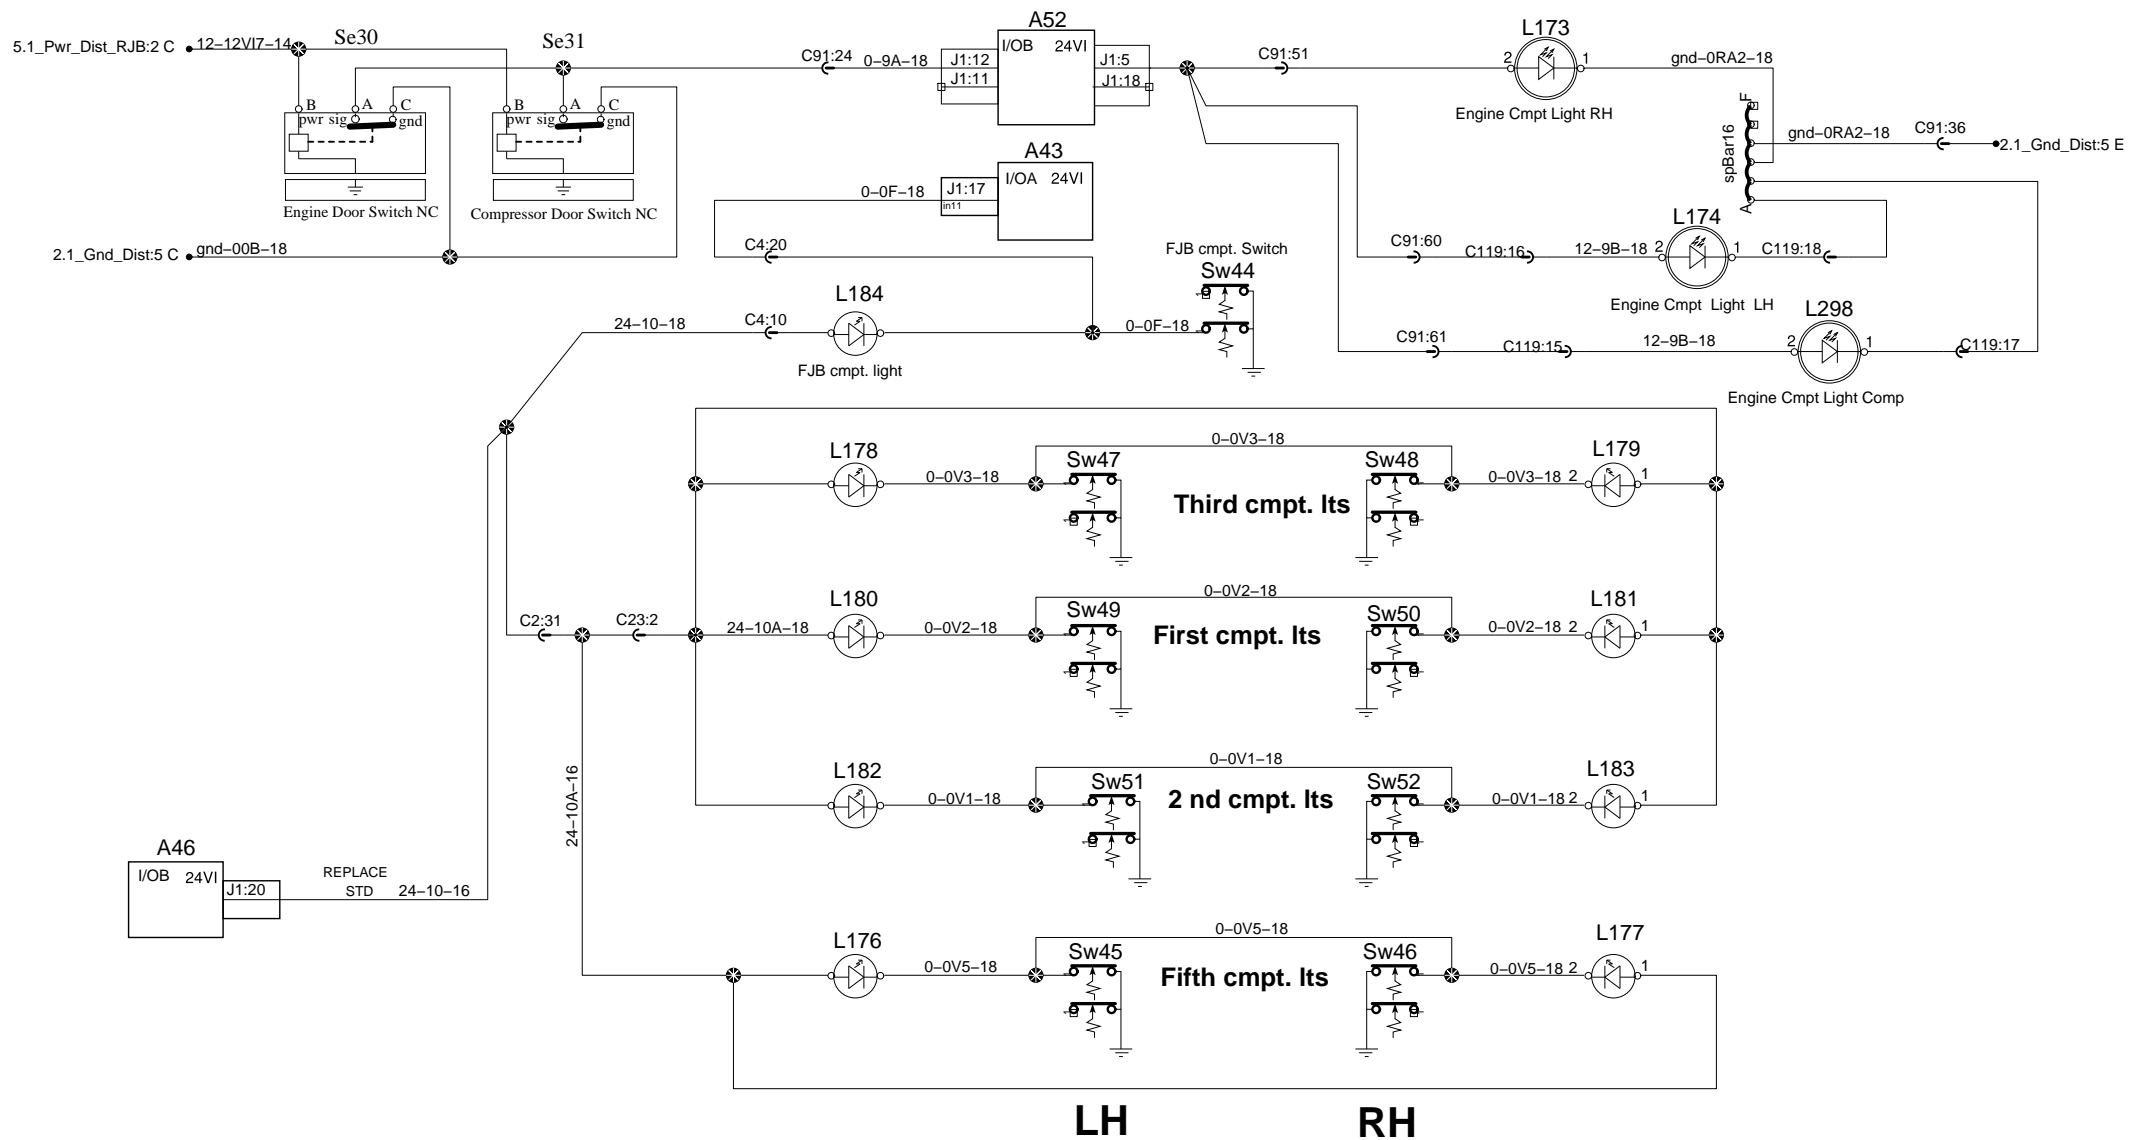 A52
L173
Se30
Se31
5.1_Pwr_Dist_RJB:2 C
12–12VI7–14
I/OB 24VI
C91:24
0–9A–18
J1:12
J1:11
J1:5
J1:18
C91:51
2
1
gnd–0RA2–18
Engine Cmpt Light RH
B A C
pwr sig gnd
B A C
pwr sig gnd
F
spBar16
A
gnd–0RA2–18
C91:36
2.1_Gnd_Dist:5 E
A43
I/OA 24VI
0–0F–18
J1:17
in11
Engine Door Switch NC
Compressor Door Switch NC
2.1_Gnd_Dist:5 C
gnd–00B–18
C4:20
FJB cmpt. Switch
Sw44
L174
C91:60
C119:16
12–9B–18
2
1
C119:18
Engine Cmpt Light LH
L184
24–10–18
C4:10
0–0F–18
FJB cmpt. light
L298
C91:61
C119:15
12–9B–18
2
1
C119:17
Engine Cmpt Light Comp
0–0V3–18
L178
Sw47
Sw48
L179
0–0V3–18
0–0V3–18
2
1
Third cmpt. lts
0–0V2–18
L180
Sw49
Sw50
L181
C2:31
C23:2
24–10A–18
0–0V2–18
0–0V2–18
2
1
First cmpt. lts
0–0V1–18
L182
Sw51
Sw52
L183
0–0V1–18
0–0V1–18
2
1
2 nd cmpt. lts
24–10A–16
A46
I/OB 24VI
J1:20
REPLACE
STD
24–10–16
0–0V5–18
L176
Sw45
Sw46
L177
0–0V5–18
0–0V5–18
2
1
Fifth cmpt. lts
LH
RH